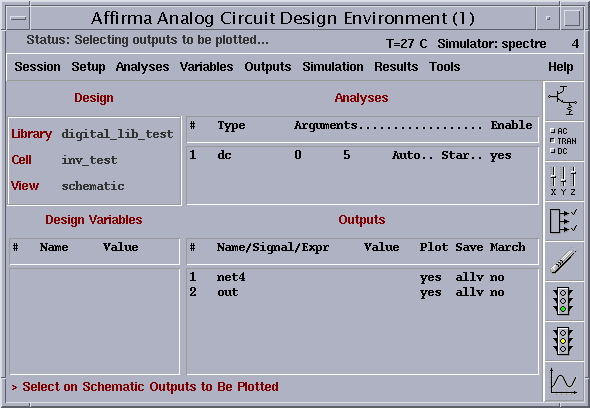 Affirma Analog Circuit Design Environment (1)
Status: Selecting outputs to be plotted...
T=27 C Simulator: spectre 4
Session Setup Analyses Variables Outputs Simulation Results Tools Help
Design
Library digital_lib_test
Cell inv_test
View schematic
Analyses
# Type Arguments.................. Enable
1 dc 0 5 Auto.. Star.. yes
Design Variables
# Name Value
Outputs
# Name/Signal/Expr Value Plot Save March
1 net4 yes allv no
2 out yes allv no
AC
TRAN
DC
X Y Z
> Select on Schematic Outputs to Be Plotted